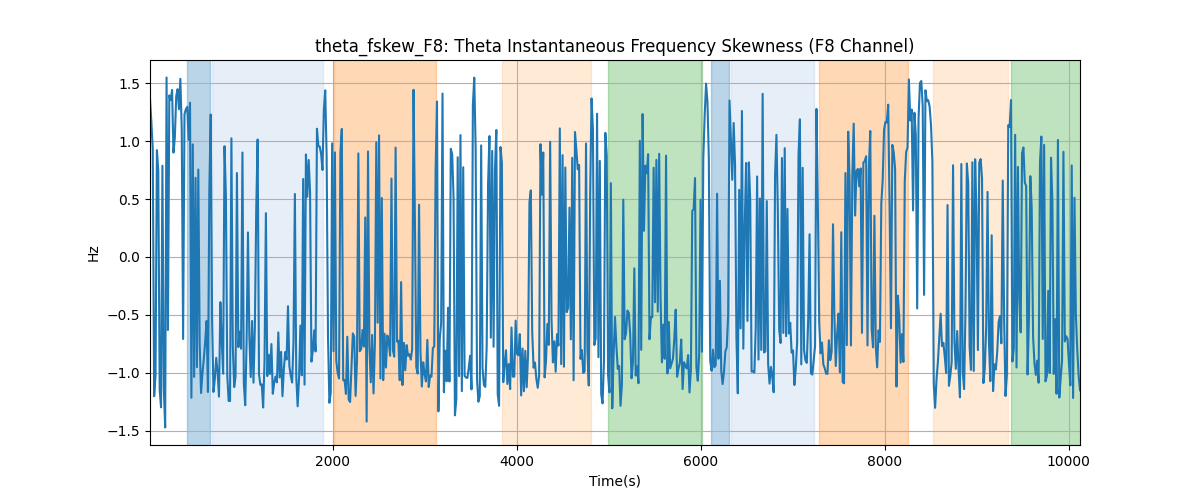 theta_fskew_F8: Theta Instantaneous Frequency Skewness (F8 Channel)
1.5
1.0
0.5
0.0
−0.5
−1.0
−1.5
Hz
2000 4000 6000 8000 10000
Time(s)